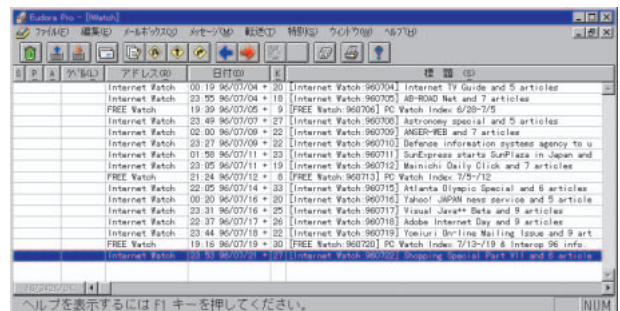 Eudora Pro - [IWatch]
ファイル(F) 編集(E) メールボックス(X) メッセージ(M) 転送(T) 特別(S) ウィンドウ(W) ヘルプ(H)
S P A ラベル(L) アドレス(R) 日付(D) K 標 題 (S)
Internet Watch 00:19 96/07/04 + 20 [Internet Watch:960704] Internet TV Guide and 5 articles
Internet Watch 23:55 96/07/04 + 18 [Internet Watch:960705] AB-ROAD Net and 7 articles
FREE Watch 19:39 96/07/05 + 9 [FREE Watch:960706] PC Watch Index 6/28-7/5
Internet Watch 23:49 96/07/07 + 27 [Internet Watch:960708] Astronomy special and 5 articles
Internet Watch 02:00 96/07/09 + 22 [Internet Watch:960709] ANSER-WEB and 7 articles
Internet Watch 23:27 96/07/09 + 22 [Internet Watch:960710] Defense information systems agency to u
Internet Watch 01:58 96/07/11 + 23 [Internet Watch:960711] SunExpress starts SunPlaza in Japan and
Internet Watch 23:05 96/07/11 + 19 [Internet Watch:960712] Mainichi Daily Click and 7 articles
FREE Watch 21:24 96/07/12 + 8 [FREE Watch:960713] PC Watch Index 7/5-7/12
Internet Watch 22:05 96/07/14 + 33 [Internet Watch:960715] Atlanta Olympic Special and 6 articles
Internet Watch 00:20 96/07/16 + 20 [Internet Watch:960716] Yahoo! JAPAN news service and 5 article
Internet Watch 23:31 96/07/16 + 25 [Internet Watch:960717] Visual Java++ Beta and 9 articles
Internet Watch 22:37 96/07/17 + 26 [Internet Watch:960718] Adobe Internet Day and 9 articles
Internet Watch 23:44 96/07/18 + 22 [Internet Watch:960719] Yomiuri On-line Mailing Issue and 9 art
FREE Watch 19:16 96/07/19 + 30 [FREE Watch:960720] PC Watch Index 7/13-/19 & Interop 96 info.
Internet Watch 23:53 96/07/21 + 27 [Internet Watch:960722] Shopping Special Part VII and 6 article
ヘルプを表示するには F1 キーを押してください。 NUM